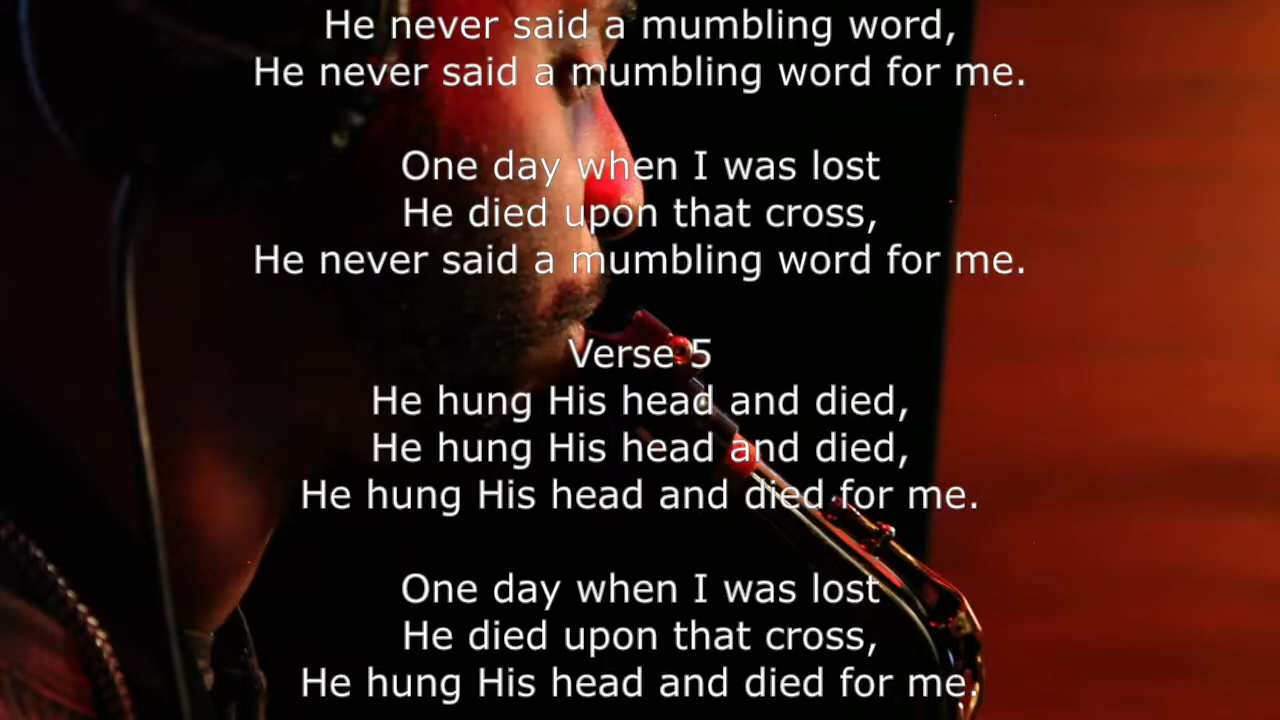 He never said a mumbling word,
He never said a mumbling word for me.
One day when I was lost
He died upon that cross,
He never said a mumbling word for me.
Verse 5
He hung His head and died,
He hung His head and died,
He hung His head and died for me.
One day when I was lost
He died upon that cross,
He hung His head and died for me.